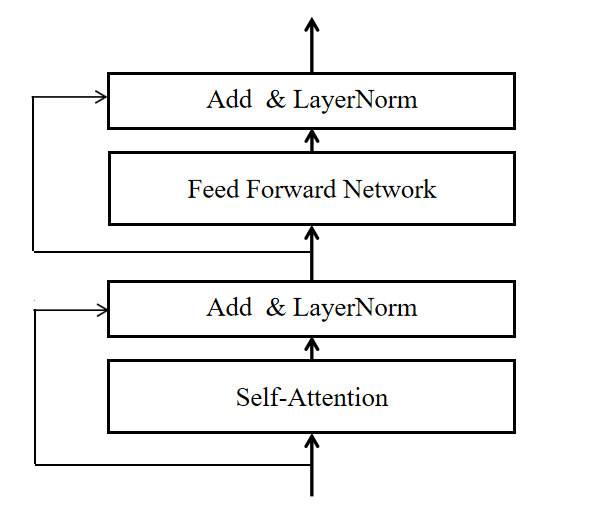 Add & LayerNorm
Feed Forward Network
Add & LayerNorm
Self-Attention